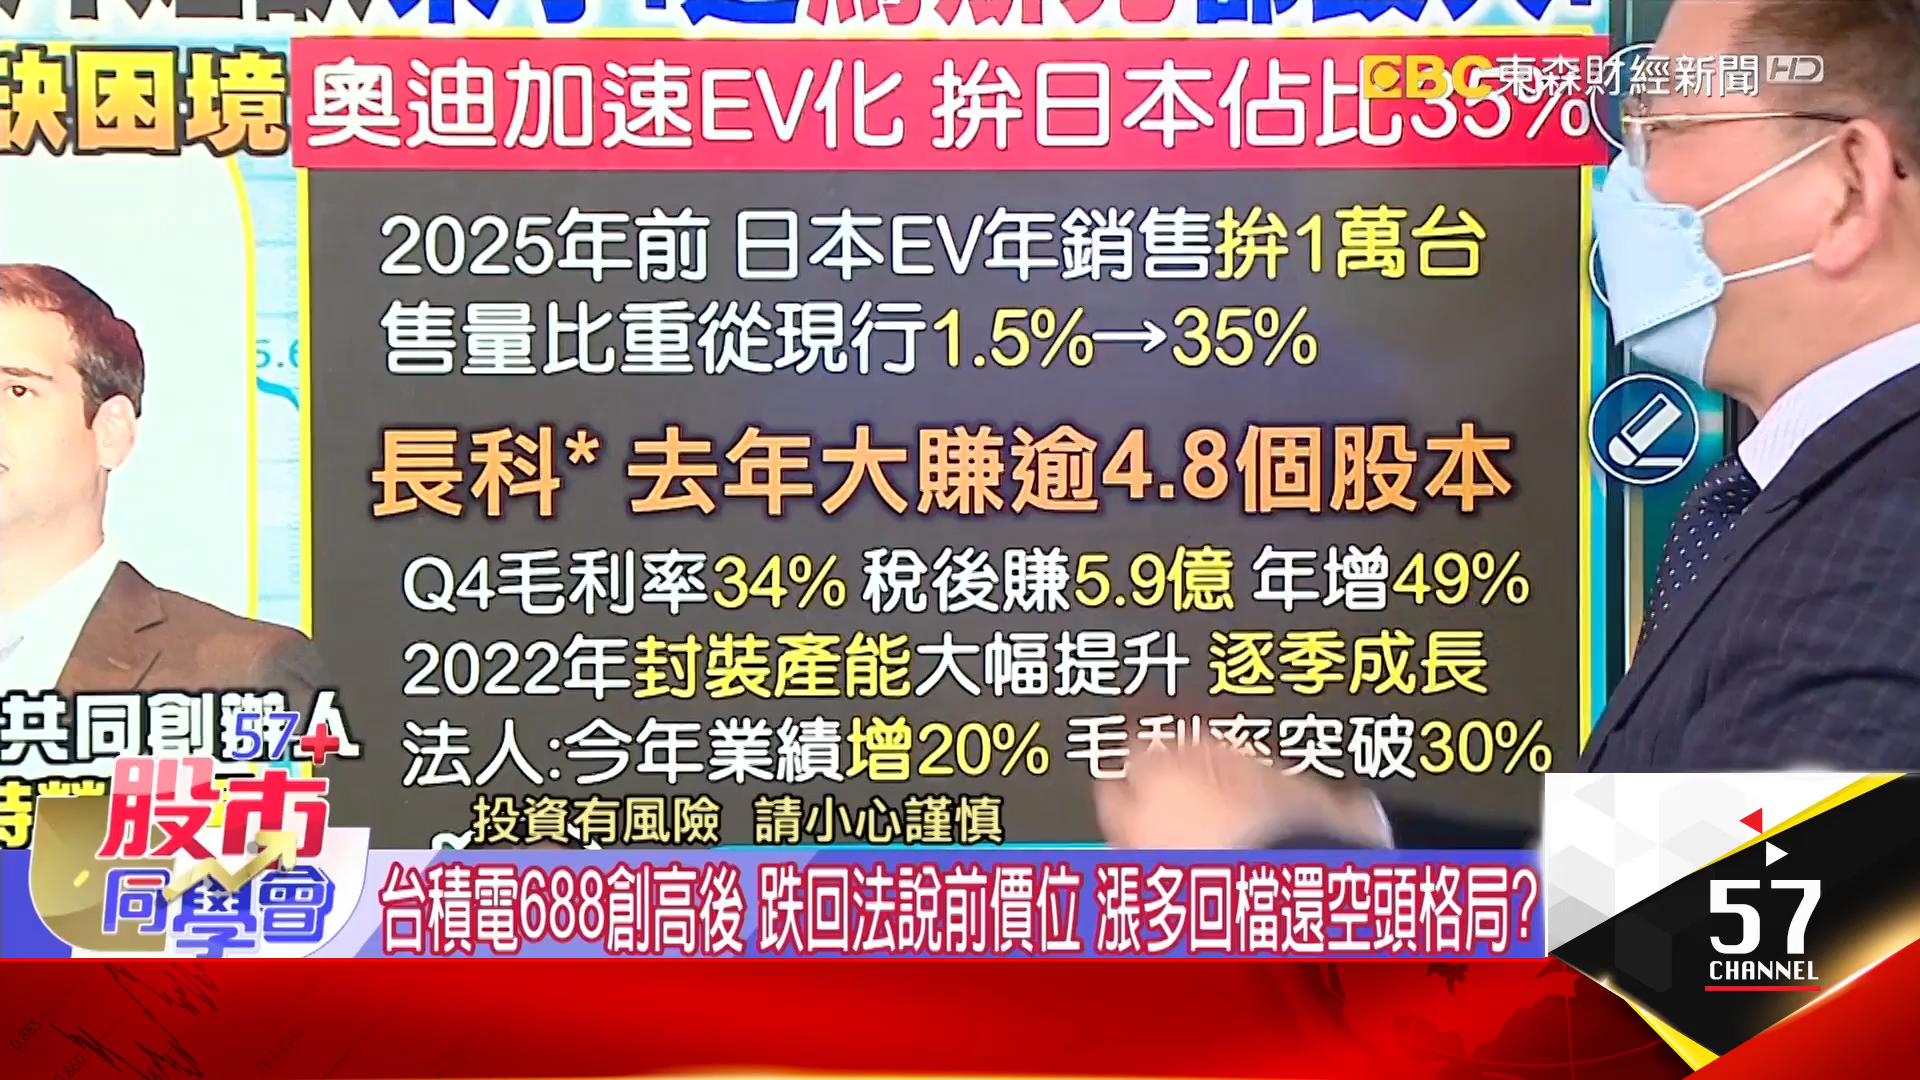 缺困境
奧迪加速EV化 拚日本佔比35%
EBC東森財經新聞HD
2025年前 日本EV年銷售拚1萬台
售量比重從現行1.5%→35%
長科* 去年大賺逾4.8個股本
Q4毛利率34% 稅後賺5.9億 年增49%
2022年封裝產能大幅提升 逐季成長
法人:今年業績增20% 毛利率突破30%
投資有風險 請小心謹慎
共同創辦人
57+
股市
同學會
台積電688創高後 跌回法說前價位 漲多回檔還空頭格局?
57
CHANNEL